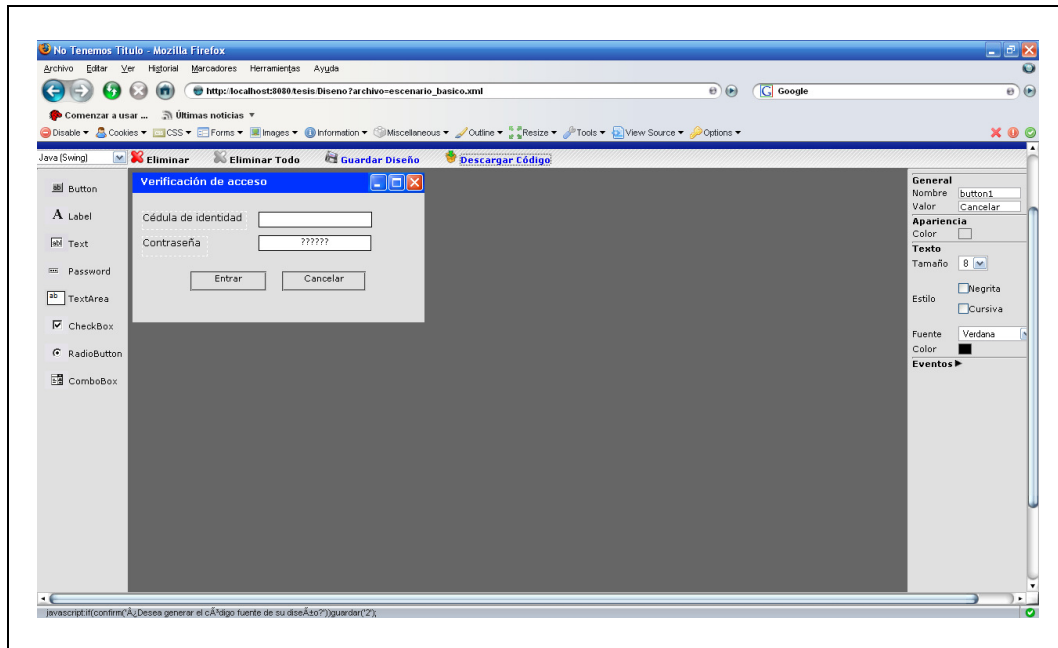 No Tenemos Titulo - Mozilla Firefox
Archivo Editar Ver Historial Marcadores Herramientas Ayuda
http://localhost:8080/tesis/Diseno?archivo=escenario_basico.xml
Google
Comenzar a usar ... Últimas noticias
Disable Cookies CSS Forms Images Information Miscellaneous Outline Resize Tools View Source Options
Java (Swing) Eliminar Eliminar Todo Guardar Diseño Descargar Código
Button
Label
Text
Password
TextArea
CheckBox
RadioButton
ComboBox
Verificación de acceso
Cédula de identidad
Contraseña ??????
Entrar Cancelar
General
Nombre button1
Valor Cancelar
Apariencia
Color
Texto
Tamaño 8
Estilo
Negrita
Cursiva
Fuente Verdana
Color
Eventos
javascript:if(confirm('Â¿Desea generar el cÃ³digo fuente de su diseÃ±o?'))guardar('2');